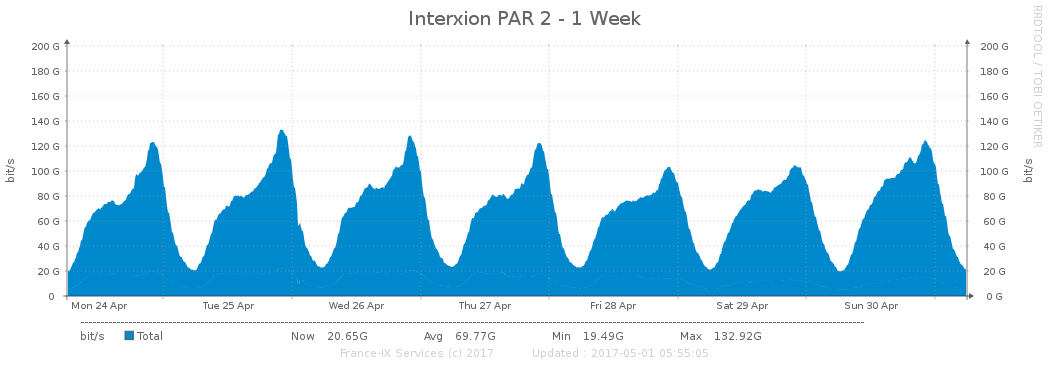 Interxion PAR 2 - 1 Week
RRDTOOL / TOBI OETIKER
bit/s
200 G
180 G
160 G
140 G
120 G
100 G
80 G
60 G
40 G
20 G
0
200 G
180 G
160 G
140 G
120 G
100 G
80 G
60 G
40 G
20 G
0 G
bit/s
Mon 24 Apr Tue 25 Apr Wed 26 Apr Thu 27 Apr Fri 28 Apr Sat 29 Apr Sun 30 Apr
bit/s Total Now 20.65G Avg 69.77G Min 19.49G Max 132.92G
France-IX Services (c) 2017 Updated : 2017-05-01 05:55:05